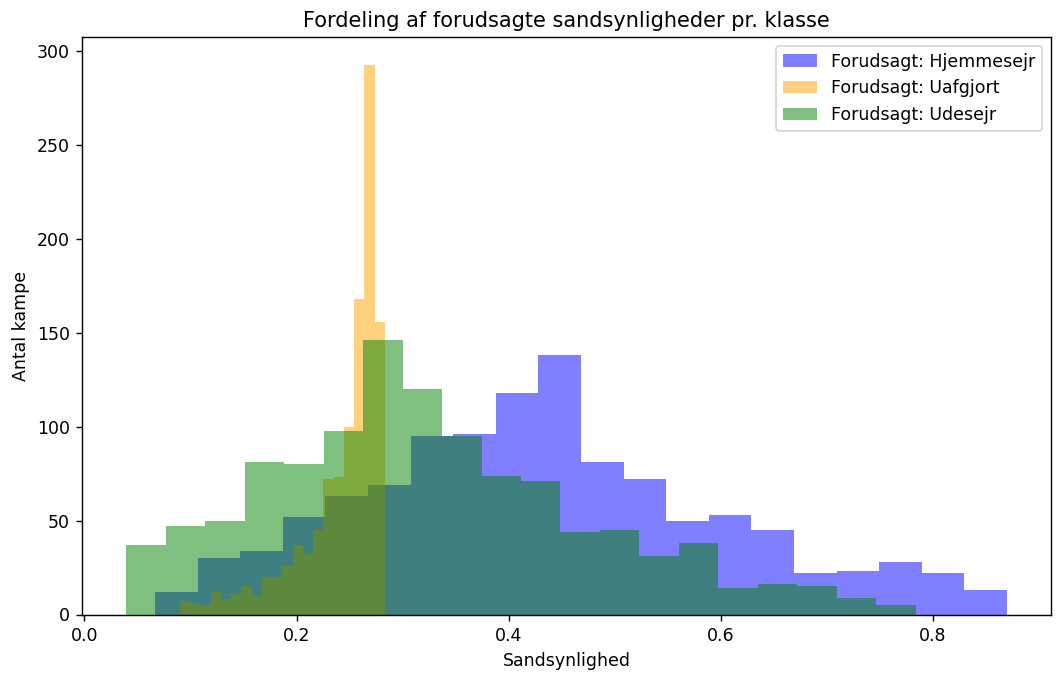 Fordeling af forudsagte sandsynligheder pr. klasse
Forudsagt: Hjemmesejr
Forudsagt: Uafgjort
Forudsagt: Udesejr
Antal kampe
300
250
200
150
100
50
0
0.0 0.2 0.4 0.6 0.8
Sandsynlighed